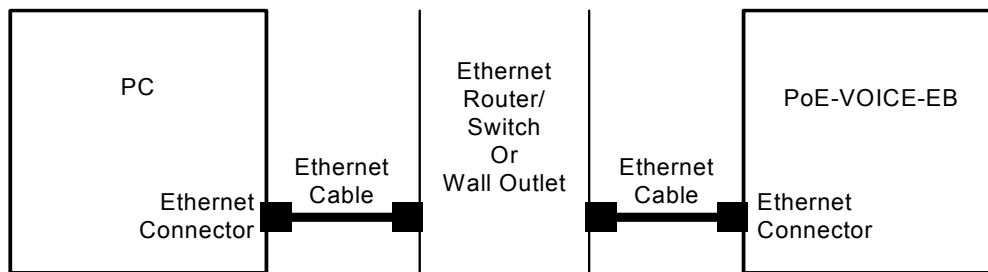 PC
Ethernet
Connector
Ethernet
Cable
Ethernet
Router/
Switch
Or
Wall Outlet
Ethernet
Cable
PoE-VOICE-EB
Ethernet
Connector